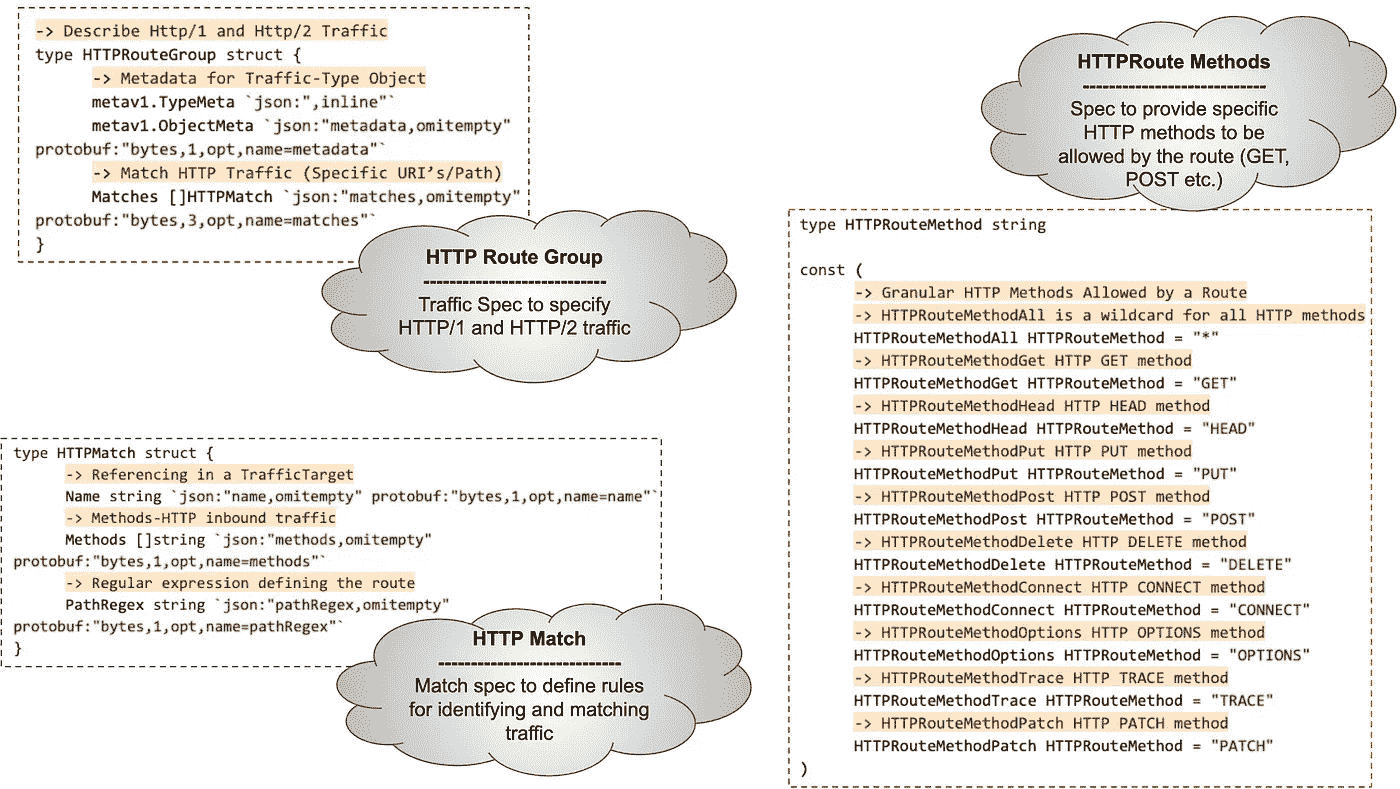 -> Describe Http/1 and Http/2 Traffic
type HTTPRouteGroup struct {
-> Metadata for Traffic-Type Object
metav1.TypeMeta `json:",inline"`
metav1.ObjectMeta `json:"metadata,omitempty"
protobuf:"bytes,1,opt,name=metadata"`
-> Match HTTP Traffic (Specific URI's/Path)
Matches []HTTPMatch `json:"matches,omitempty"
protobuf:"bytes,3,opt,name=matches"`
}
HTTP Route Group
----------------------------
Traffic Spec to specify
HTTP/1 and HTTP/2 traffic
type HTTPMatch struct {
-> Referencing in a TrafficTarget
Name string `json:"name,omitempty" protobuf:"bytes,1,opt,name=name"`
-> Methods-HTTP inbound traffic
Methods []string `json:"methods,omitempty"
protobuf:"bytes,1,opt,name=methods"`
-> Regular expression defining the route
PathRegex string `json:"pathRegex,omitempty"
protobuf:"bytes,1,opt,name=pathRegex"`
}
HTTP Match
----------------------------
Match spec to define rules
for identifying and matching
traffic
HTTPRoute Methods
----------------------------
Spec to provide specific
HTTP methods to be
allowed by the route (GET,
POST etc.)
type HTTPRouteMethod string
const (
-> Granular HTTP Methods Allowed by a Route
-> HTTPRouteMethodAll is a wildcard for all HTTP methods
HTTPRouteMethodAll HTTPRouteMethod = "*"
-> HTTPRouteMethodGet HTTP GET method
HTTPRouteMethodGet HTTPRouteMethod = "GET"
-> HTTPRouteMethodHead HTTP HEAD method
HTTPRouteMethodHead HTTPRouteMethod = "HEAD"
-> HTTPRouteMethodPut HTTP PUT method
HTTPRouteMethodPut HTTPRouteMethod = "PUT"
-> HTTPRouteMethodPost HTTP POST method
HTTPRouteMethodPost HTTPRouteMethod = "POST"
-> HTTPRouteMethodDelete HTTP DELETE method
HTTPRouteMethodDelete HTTPRouteMethod = "DELETE"
-> HTTPRouteMethodConnect HTTP CONNECT method
HTTPRouteMethodConnect HTTPRouteMethod = "CONNECT"
-> HTTPRouteMethodOptions HTTP OPTIONS method
HTTPRouteMethodOptions HTTPRouteMethod = "OPTIONS"
-> HTTPRouteMethodTrace HTTP TRACE method
HTTPRouteMethodTrace HTTPRouteMethod = "TRACE"
-> HTTPRouteMethodPatch HTTP PATCH method
HTTPRouteMethodPatch HTTPRouteMethod = "PATCH"
)